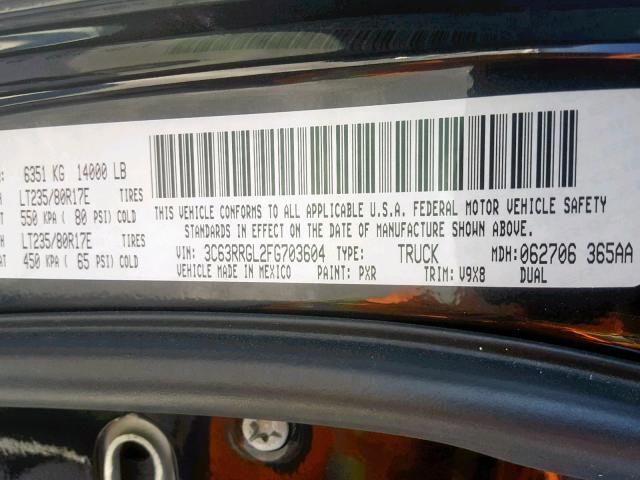 : 6351 KG 14000 LB
H LT235/80R17E TIRES
T 550 KPA ( 80 PSI) COLD
H LT235/80R17E TIRES
AT 450 KPA ( 65 PSI) COLD
THIS VEHICLE CONFORMS TO ALL APPLICABLE U.S.A. FEDERAL MOTOR VEHICLE SAFETY
STANDARDS IN EFFECT ON THE DATE OF MANUFACTURE SHOWN ABOVE.
VIN: 3C63RRGL2FG703604 TYPE: TRUCK MDH: 062706 365AA
VEHICLE MADE IN MEXICO PAINT: PXR TRIM: V9X8 DUAL